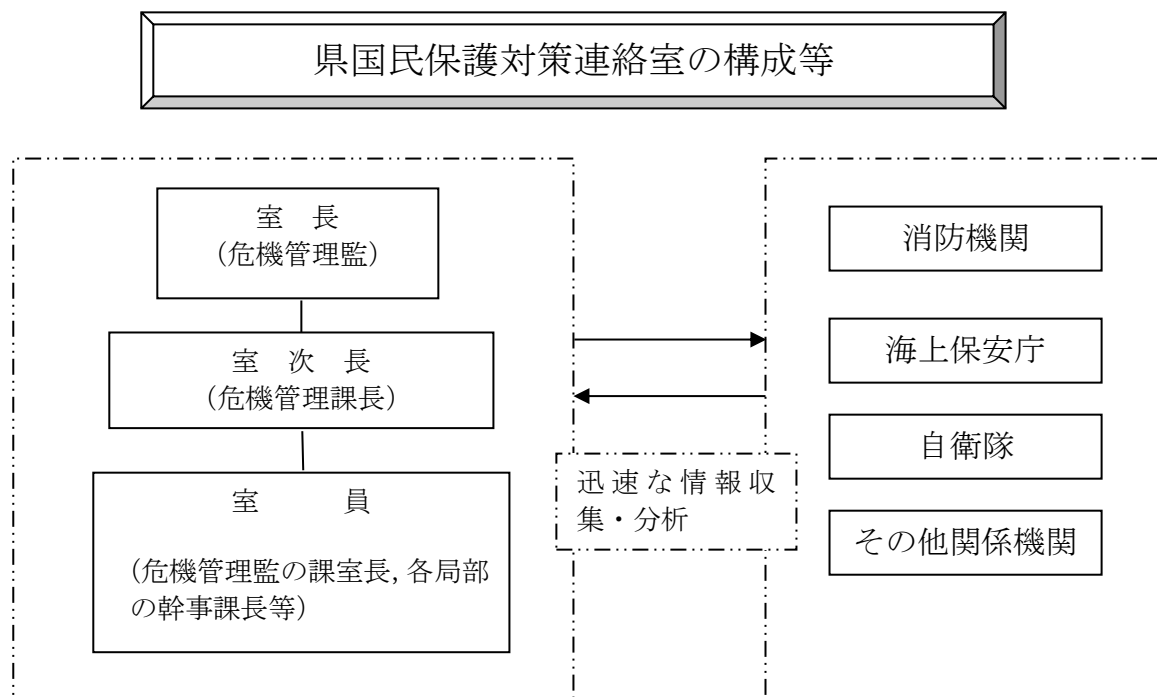 県国民保護対策連絡室の構成等
室　長
(危機管理監)
室　次　長
(危機管理課長)
室　　　員
(危機管理監の課室長,各局部
の幹事課長等)
迅速な情報収
集・分析
消防機関
海上保安庁
自衛隊
その他関係機関